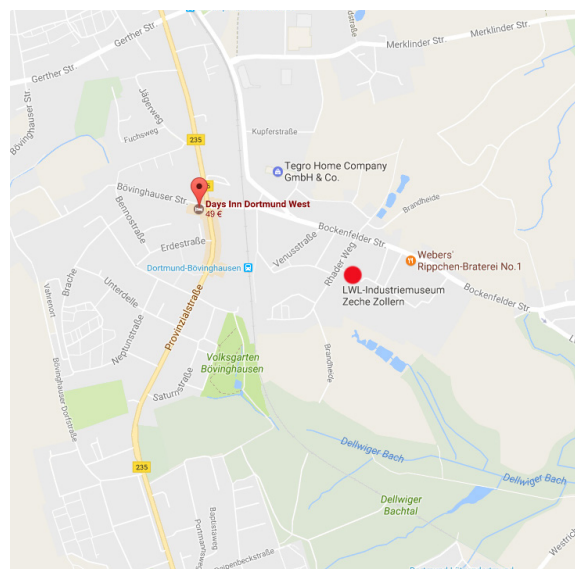 Gerther Str.
Merklinder Str.
Merklinder Str.
Gerther Str.
Jägerweg
Fuchsweg
235
Kupferstraße
Tegro Home Company
GmbH & Co.
Bövinghauser Str.
Days Inn Dortmund West
49 €
Bennostraße
Brandheide
Bockenfelder Str.
Erdestraße
Venusstraße
Rhader Weg
Webers´
Rippchen-Braterei No.1
Dortmund-Bövinghausen
LWL-Industriemuseum
Zeche Zollern
Bockenfelder Str.
Brache
Unterdelle
Vahrenort
Provinzialstraße
Neptunstraße
Brandheide
Volksgarten
Bövinghausen
Saturnstraße
Bövinghauser Dorfstraße
Dellwiger Bach
235
Dellwiger Bach
Dellwiger
Bachtal
Baptistaweg